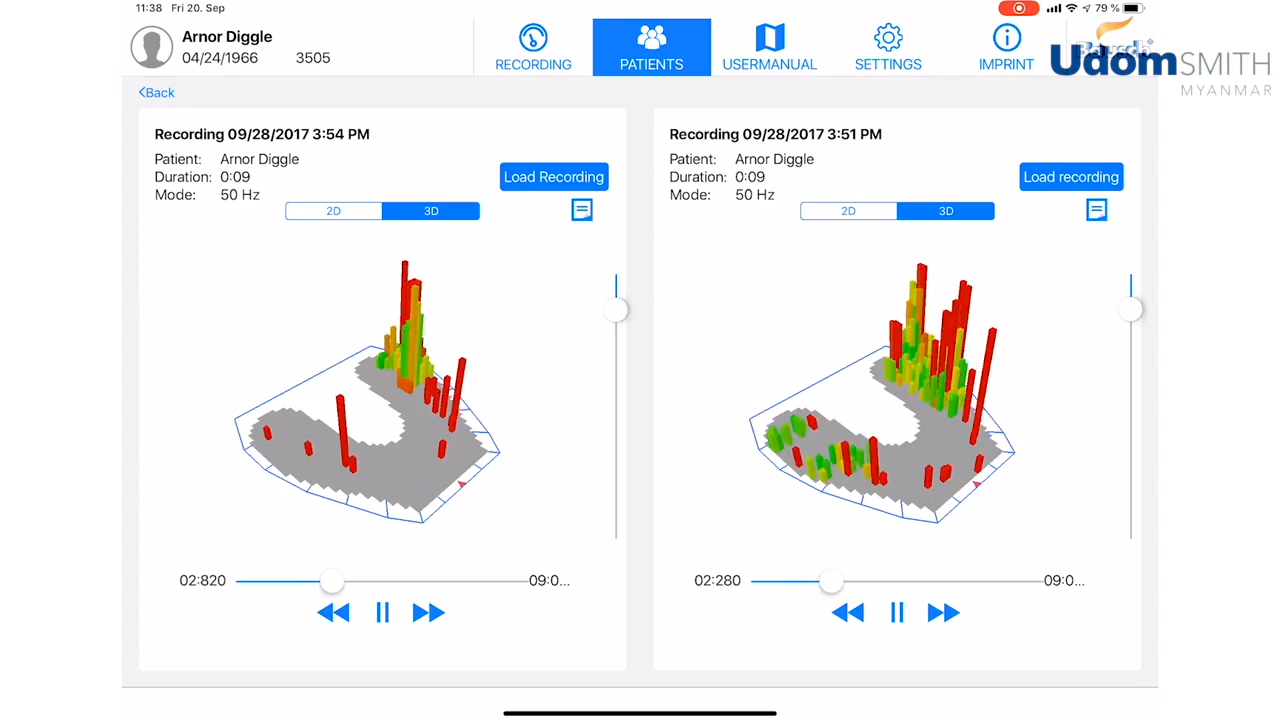 11:38 Fri 20. Sep
79 %
Arnor Diggle
04/24/1966 3505
RECORDING
PATIENTS
USERMANUAL
SETTINGS
IMPRINT
Bausch
UdomSMITH
MYANMAR
<Back
Recording 09/28/2017 3:54 PM
Patient: Arnor Diggle
Duration: 0:09
Mode: 50 Hz
Load Recording
2D 3D
02:820
09:0...
Recording 09/28/2017 3:51 PM
Patient: Arnor Diggle
Duration: 0:09
Mode: 50 Hz
Load recording
2D 3D
02:280
09:0...